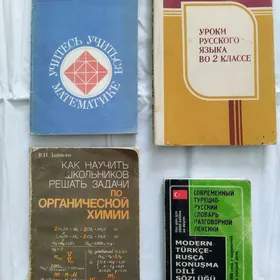 УЧИТЕСЬ УЧИТЬСЯ
МАТЕМАТИКЕ
УРОКИ
РУССКОГО
ЯЗЫКА
ВО 2 КЛАССЕ
КАК НАУЧИТЬ
ШКОЛЬНИКОВ
РЕШАТЬ ЗАДАЧИ
ПО
ОРГАНИЧЕСКОЙ
ХИМИИ
СОВРЕМЕННЫЙ
ТУРЕЦКО-
РУССКИЙ
СЛОВАРЬ
РАЗГОВОРНОЙ
ЛЕКСИКИ
MODERN
TÜRKÇE-
RUSÇA
KONUŞMA
DİLİ
SÖZLÜĞÜ